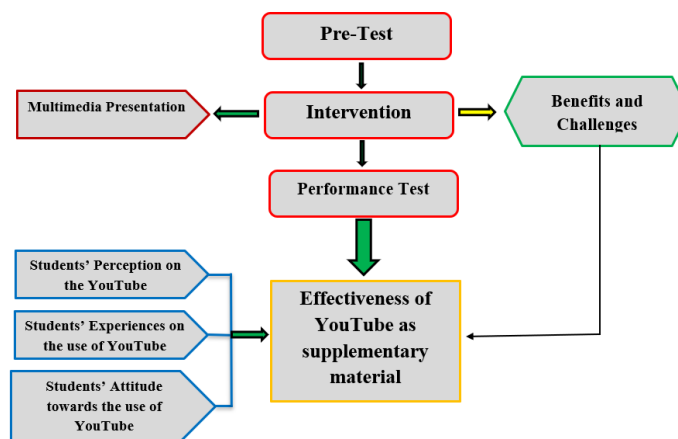 Pre-Test
Multimedia Presentation
Intervention
Benefits and
Challenges
Performance Test
Students’ Perception on
the YouTube
Students’ Experiences on
the use of YouTube
Students’ Attitude
towards the use of
YouTube
Effectiveness of
YouTube as
supplementary
material